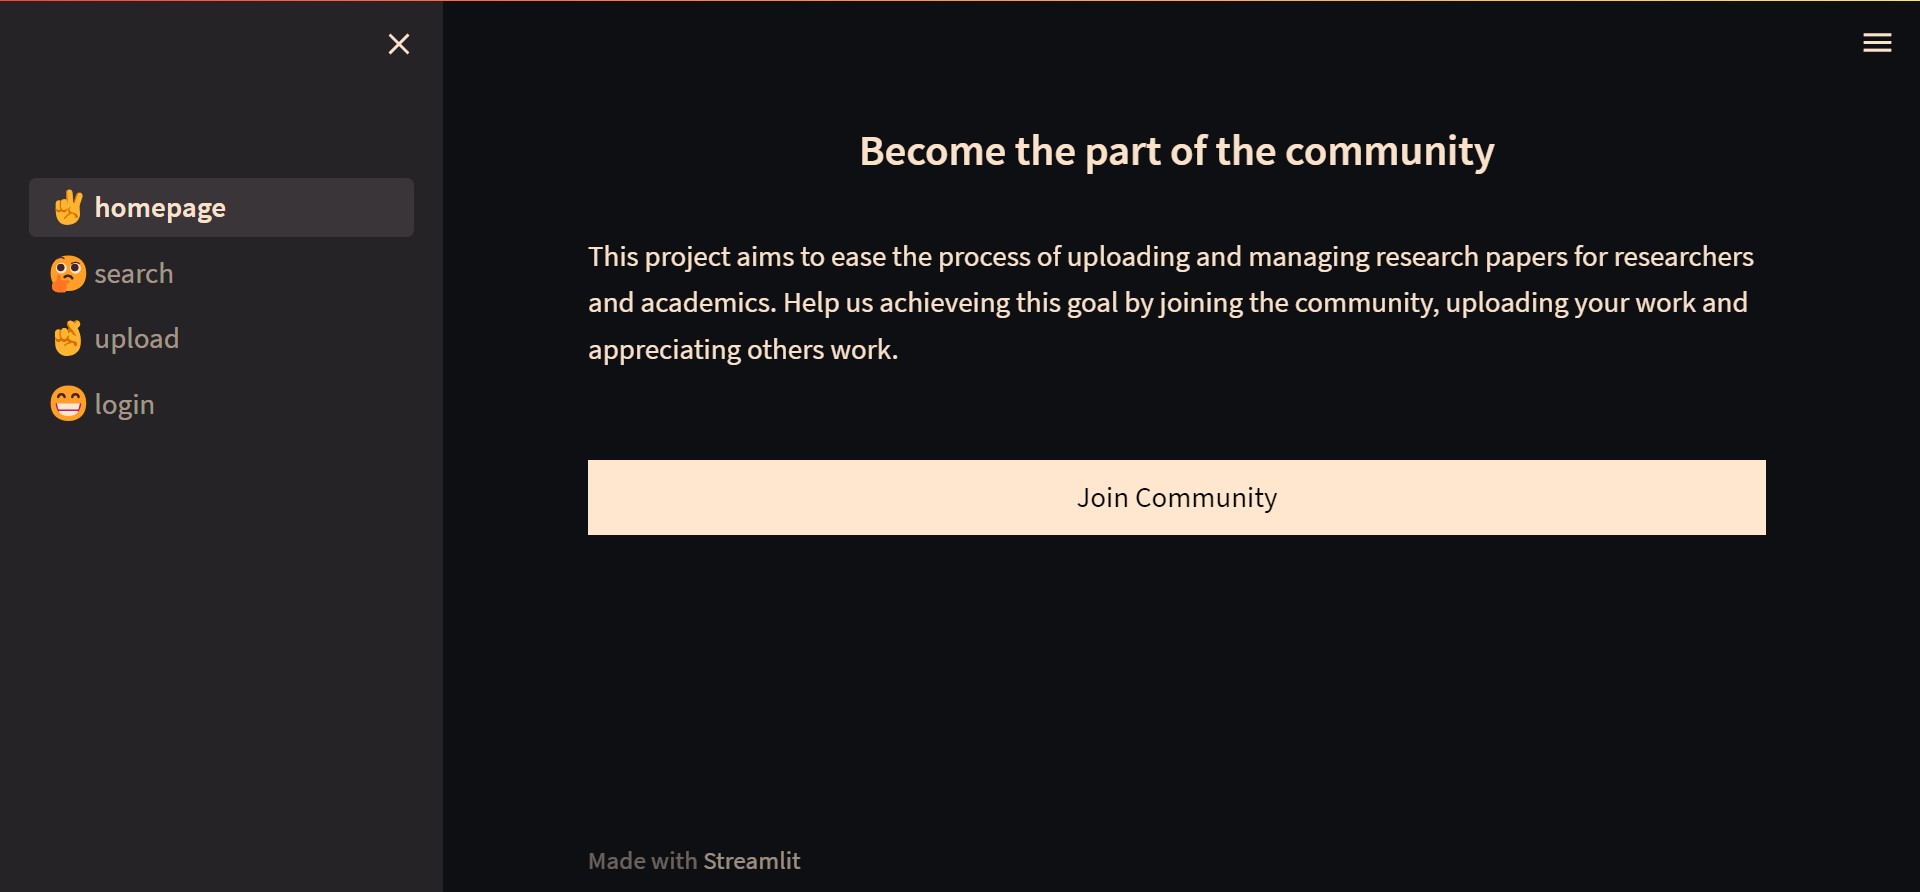 homepage
search
upload
login
Become the part of the community
This project aims to ease the process of uploading and managing research papers for researchers
and academics. Help us achieveing this goal by joining the community, uploading your work and
appreciating others work.
Join Community
Made with Streamlit